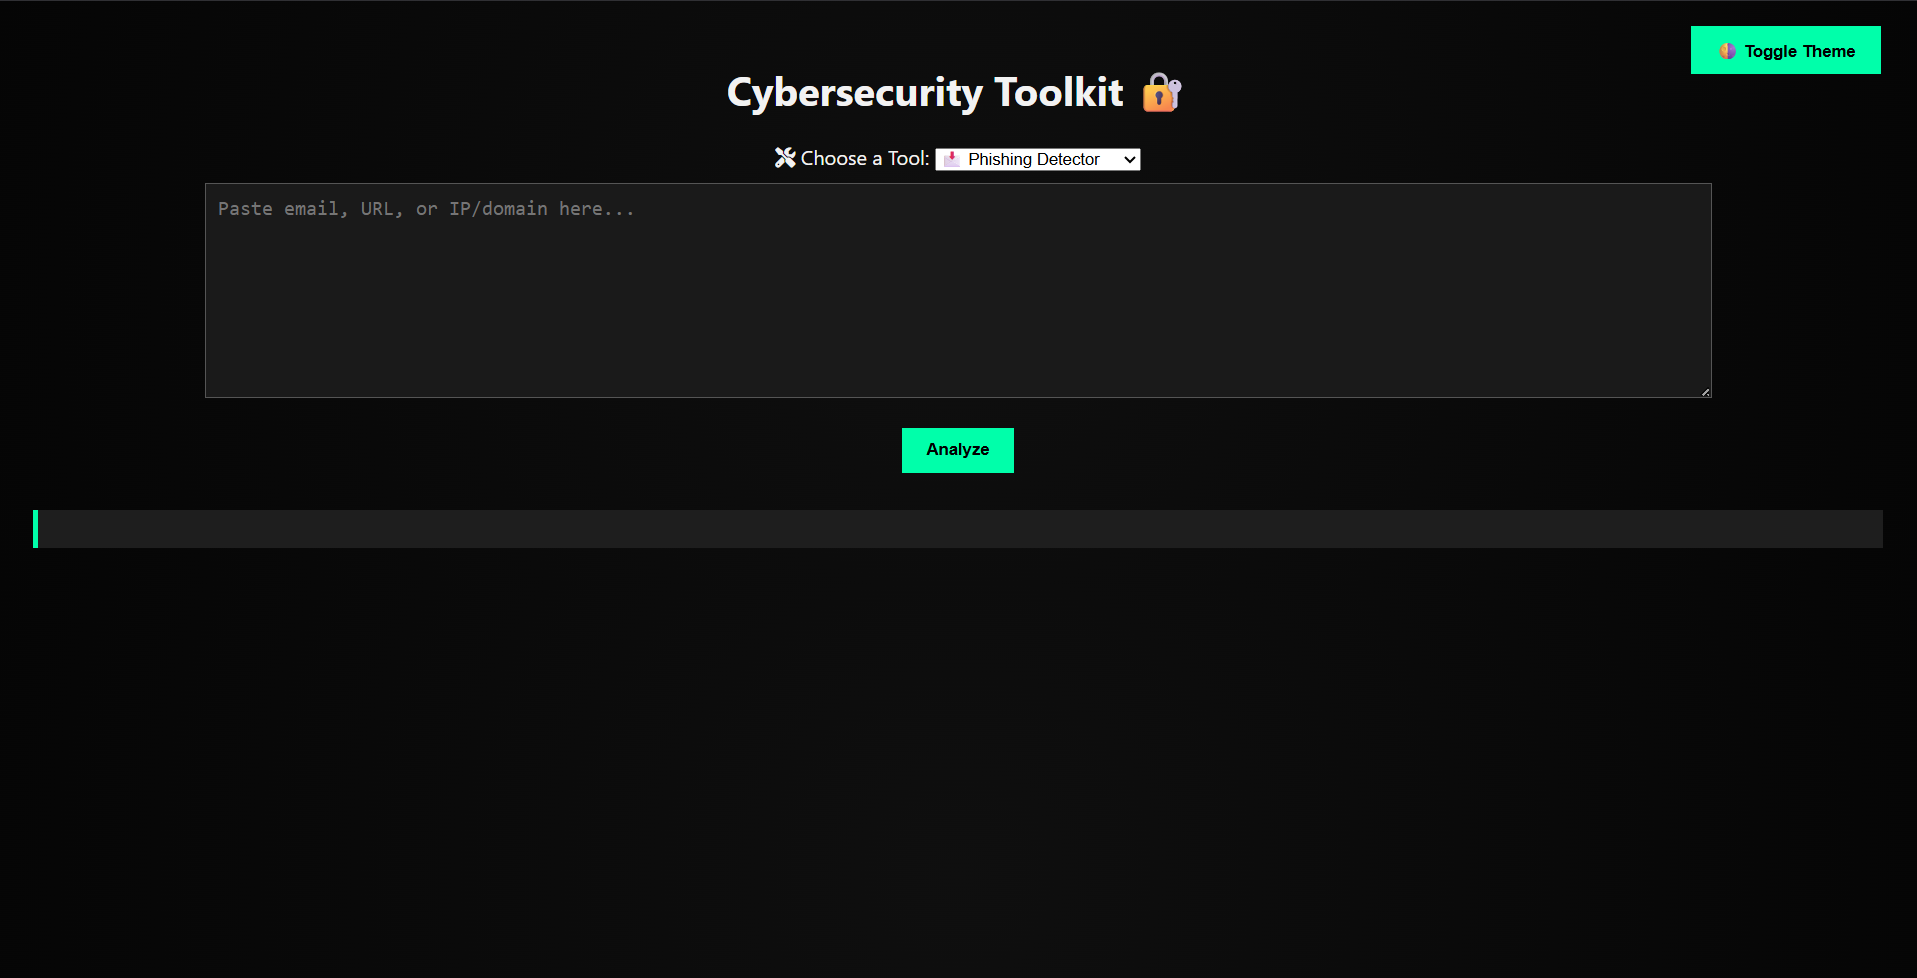 Toggle Theme
Cybersecurity Toolkit
Choose a Tool: Phishing Detector
Paste email, URL, or IP/domain here...
Analyze